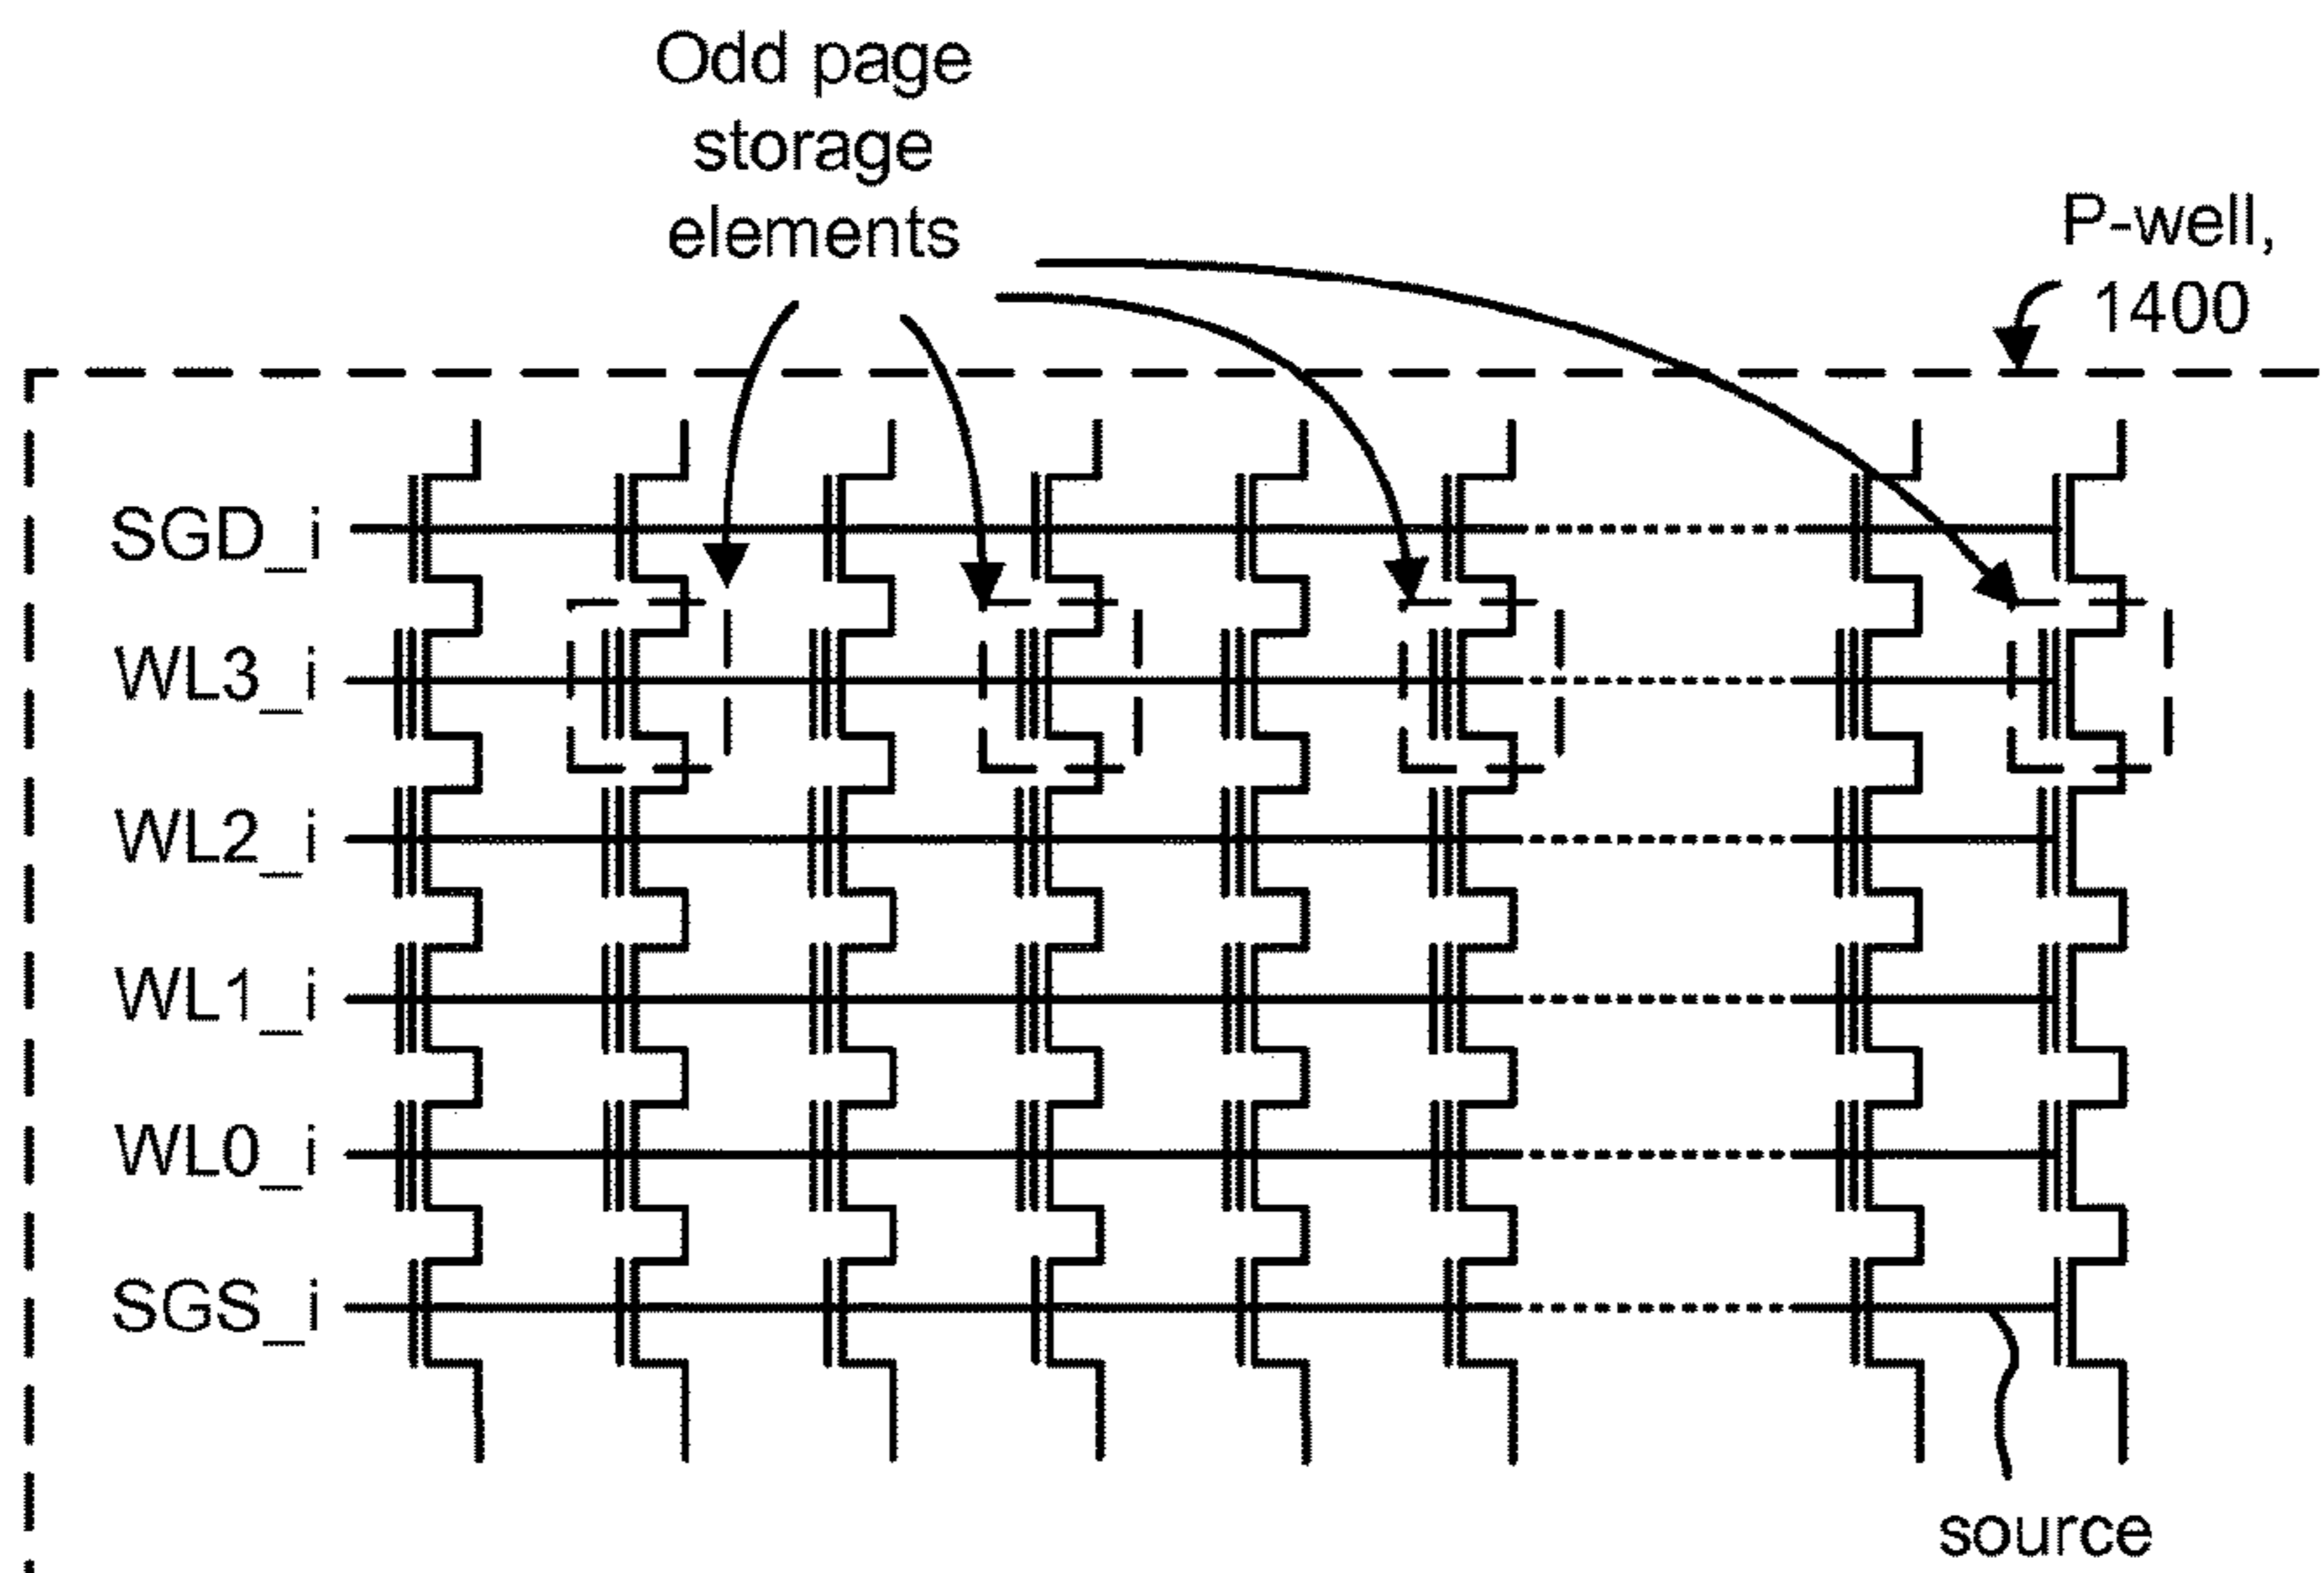 Odd page
storage
elements
P-well,
1400
SGD_i
WL3_i
WL2_i
WL1_i
WL0_i
SGS_i
source